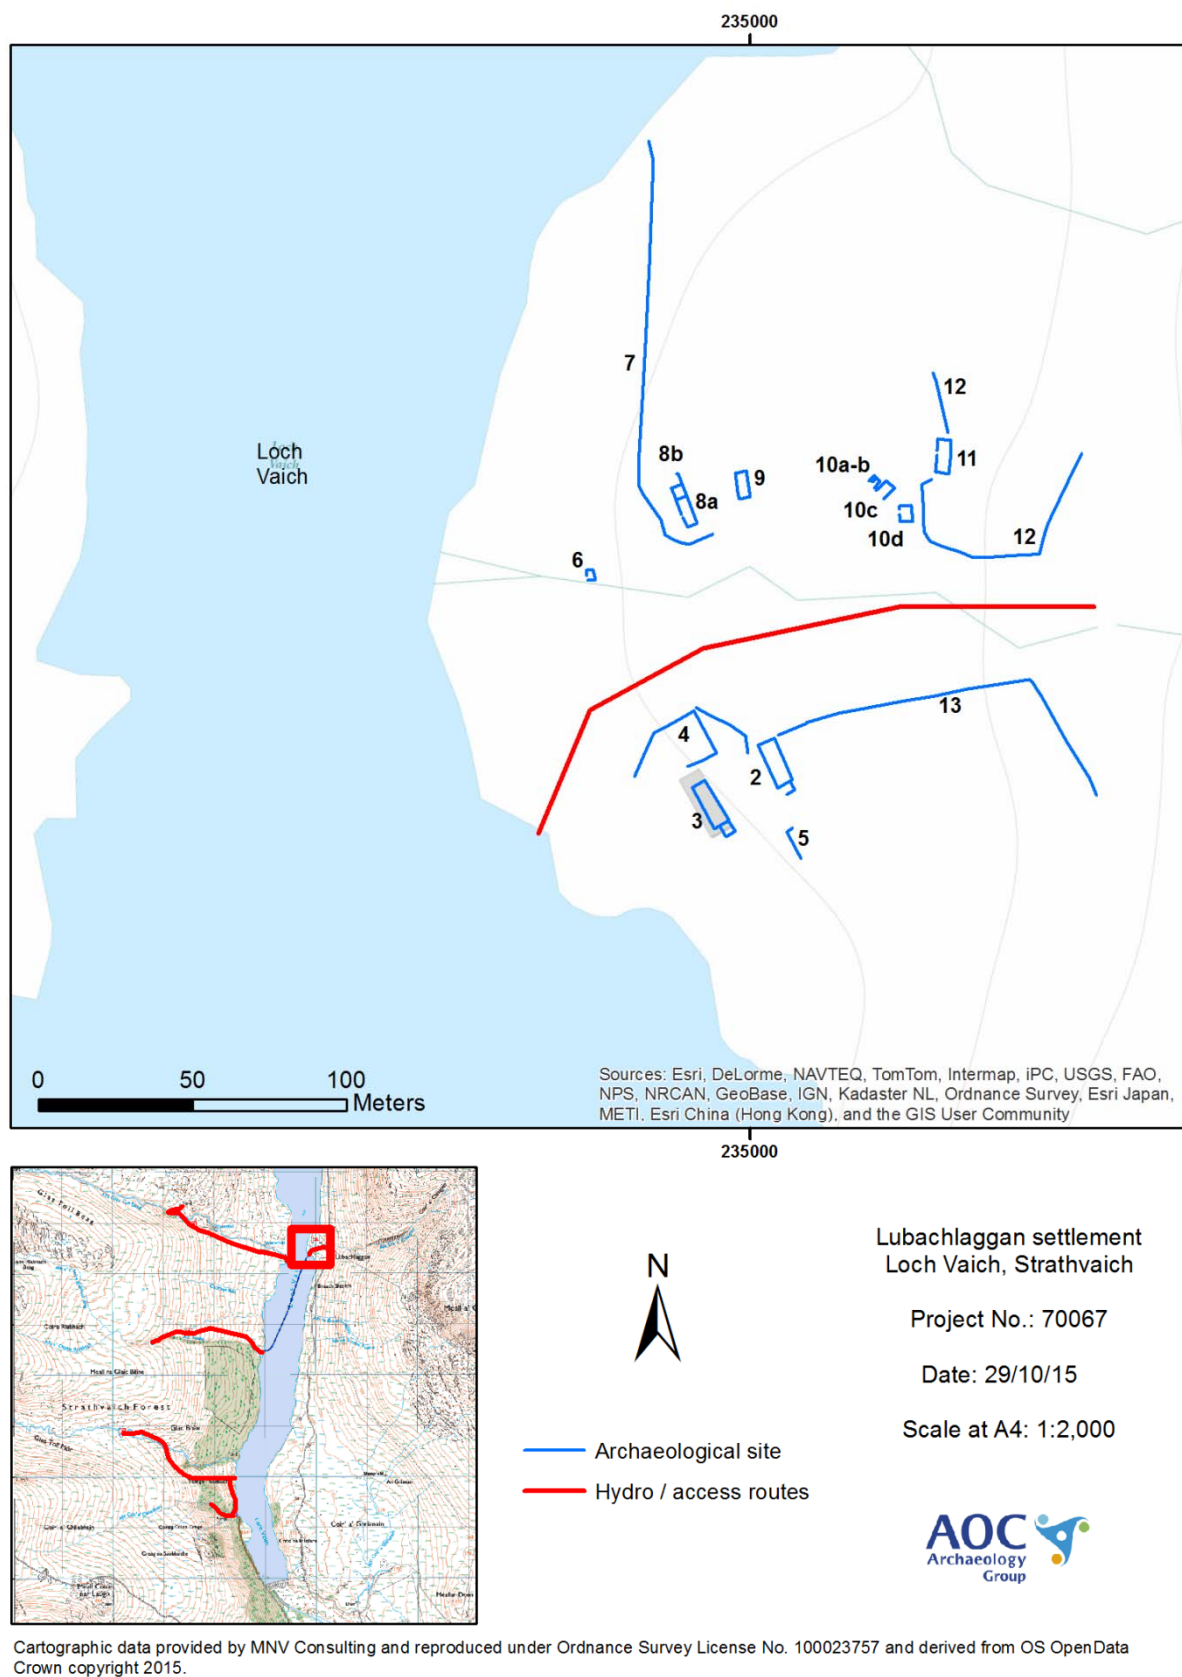 235000
7
12
8b
9
10a-b
11
8a
10c
10d
12
6
Loch
Vaich
Loch
Vaich
13
4
2
3
5
0 50 100
Meters
Sources: Esri, DeLorme, NAVTEQ, TomTom, Intermap, iPC, USGS, FAO,
NPS, NRCAN, GeoBase, IGN, Kadaster NL, Ordnance Survey, Esri Japan,
METI, Esri China (Hong Kong), and the GIS User Community
235000
Lubachlaggan
Strathvaich Forest
N
Lubachlaggan settlement
Loch Vaich, Strathvaich
Project No.: 70067
Date: 29/10/15
Scale at A4: 1:2,000
Archaeological site
Hydro / access routes
AOC
Archaeology
Group
Cartographic data provided by MNV Consulting and reproduced under Ordnance Survey License No. 100023757 and derived from OS OpenData
Crown copyright 2015.